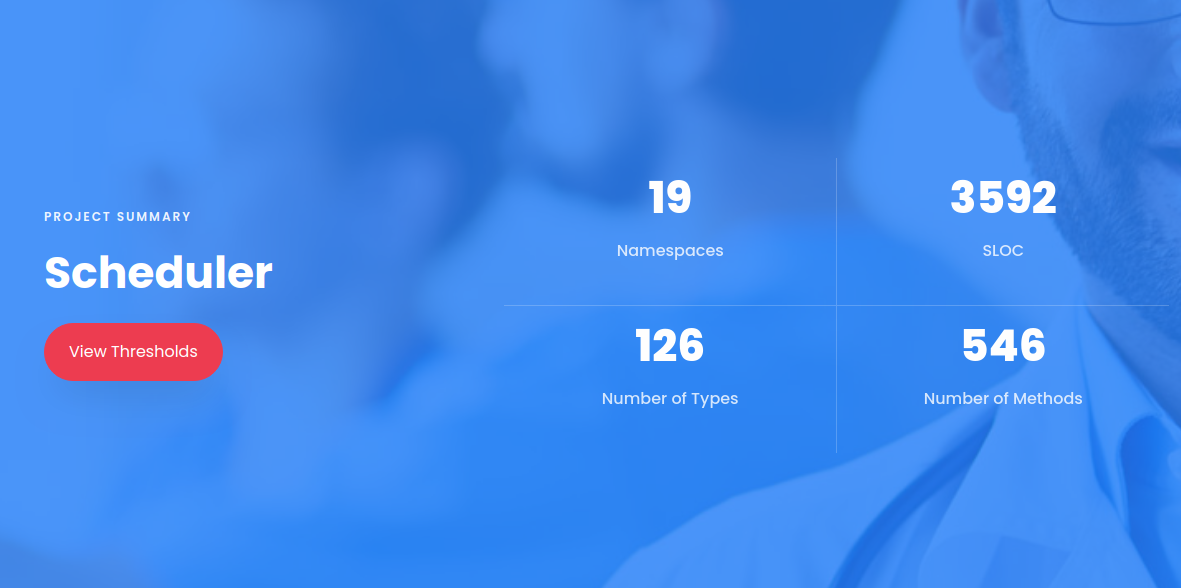 PROJECT SUMMARY
Scheduler
View Thresholds
19
Namespaces
3592
SLOC
126
Number of Types
546
Number of Methods